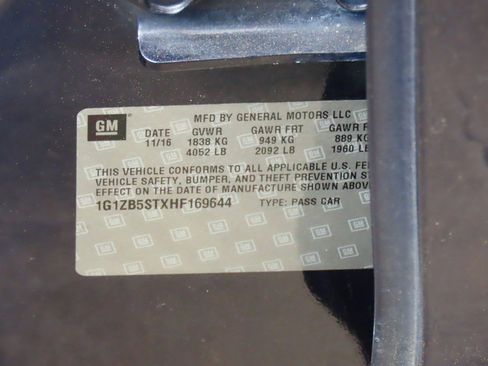 GM
MFD BY GENERAL MOTORS LLC
DATE GVWR GAWR FRT GAWR
11/16 1838 KG 949 KG 889 KG
4052 LB 2092 LB 1960 LB
THIS VEHICLE CONFORMS TO ALL APPLICABLE U.S.
VEHICLE SAFETY, BUMPER, AND THEFT PREVENTION
EFFECT ON THE DATE OF MANUFACTURE SHOWN ABOVE
1G1ZB5STXHF169644 TYPE: PASS CAR